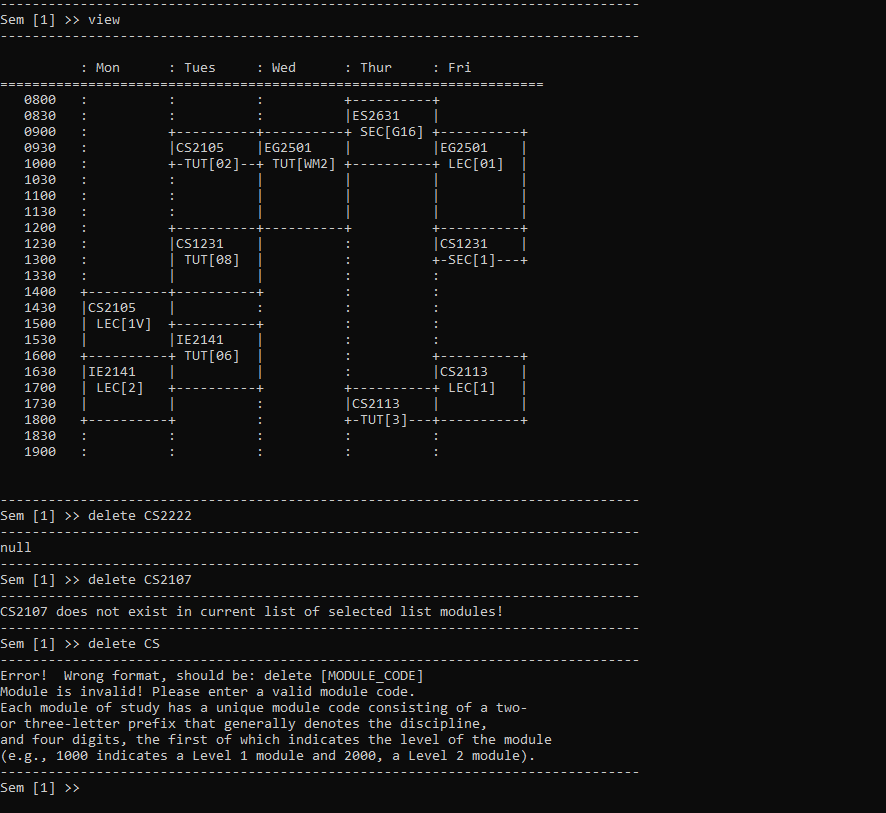 --------------------------------------------------------------------------------
Sem [1] >> view
--------------------------------------------------------------------------------
          : Mon      : Tues     : Wed      : Thur     : Fri
====================================================================
   0800   :          :          :          +----------+
   0830   :          :          :          |ES2631    |
   0900   :          +----------+----------+ SEC[G16] +----------+
   0930   :          |CS2105    |EG2501    |          |EG2501    |
   1000   :          +-TUT[02]--+ TUT[WM2] +----------+ LEC[01]  |
   1030   :          :          |          |          |          |
   1100   :          :          |          |          |          |
   1130   :          :          |          |          |          |
   1200   :          +----------+----------+          +----------+
   1230   :          |CS1231    |          :          |CS1231    |
   1300   :          | TUT[08]  |          :          +-SEC[1]---+
   1330   :          |          |          :          :
   1400   +----------+----------+          :          :
   1430   |CS2105    |          :          :          :
   1500   | LEC[1V]  +----------+          :          :
   1530   |          |IE2141    |          :          :
   1600   +----------+ TUT[06]  |          :          +----------+
   1630   |IE2141    |          |          :          |CS2113    |
   1700   | LEC[2]   +----------+          +----------+ LEC[1]   |
   1730   |          |          :          |CS2113    |          |
   1800   +----------+          :          +-TUT[3]---+----------+
   1830   :          :          :          :          :
   1900   :          :          :          :          :
--------------------------------------------------------------------------------
Sem [1] >> delete CS2222
--------------------------------------------------------------------------------
null
--------------------------------------------------------------------------------
Sem [1] >> delete CS2107
--------------------------------------------------------------------------------
CS2107 does not exist in current list of selected list modules!
--------------------------------------------------------------------------------
Sem [1] >> delete CS
--------------------------------------------------------------------------------
Error!  Wrong format, should be: delete [MODULE_CODE]
Module is invalid! Please enter a valid module code.
Each module of study has a unique module code consisting of a two-
or three-letter prefix that generally denotes the discipline,
and four digits, the first of which indicates the level of the module
(e.g., 1000 indicates a Level 1 module and 2000, a Level 2 module).
--------------------------------------------------------------------------------
Sem [1] >>